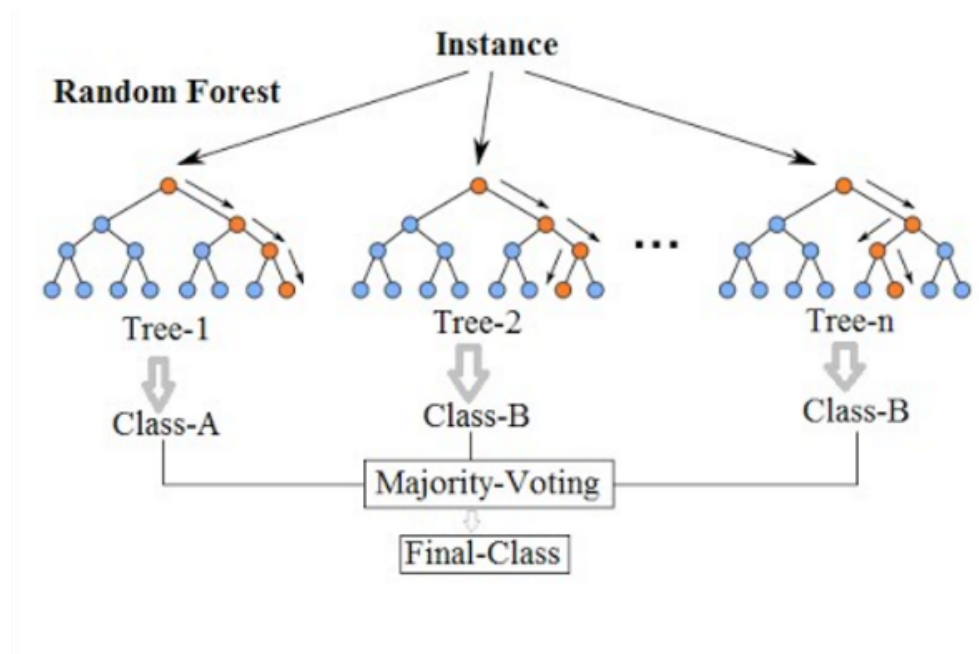 Instance
Random Forest
...
Tree-1
Tree-2
Tree-n
Class-A
Class-B
Class-B
Majority-Voting
Final-Class